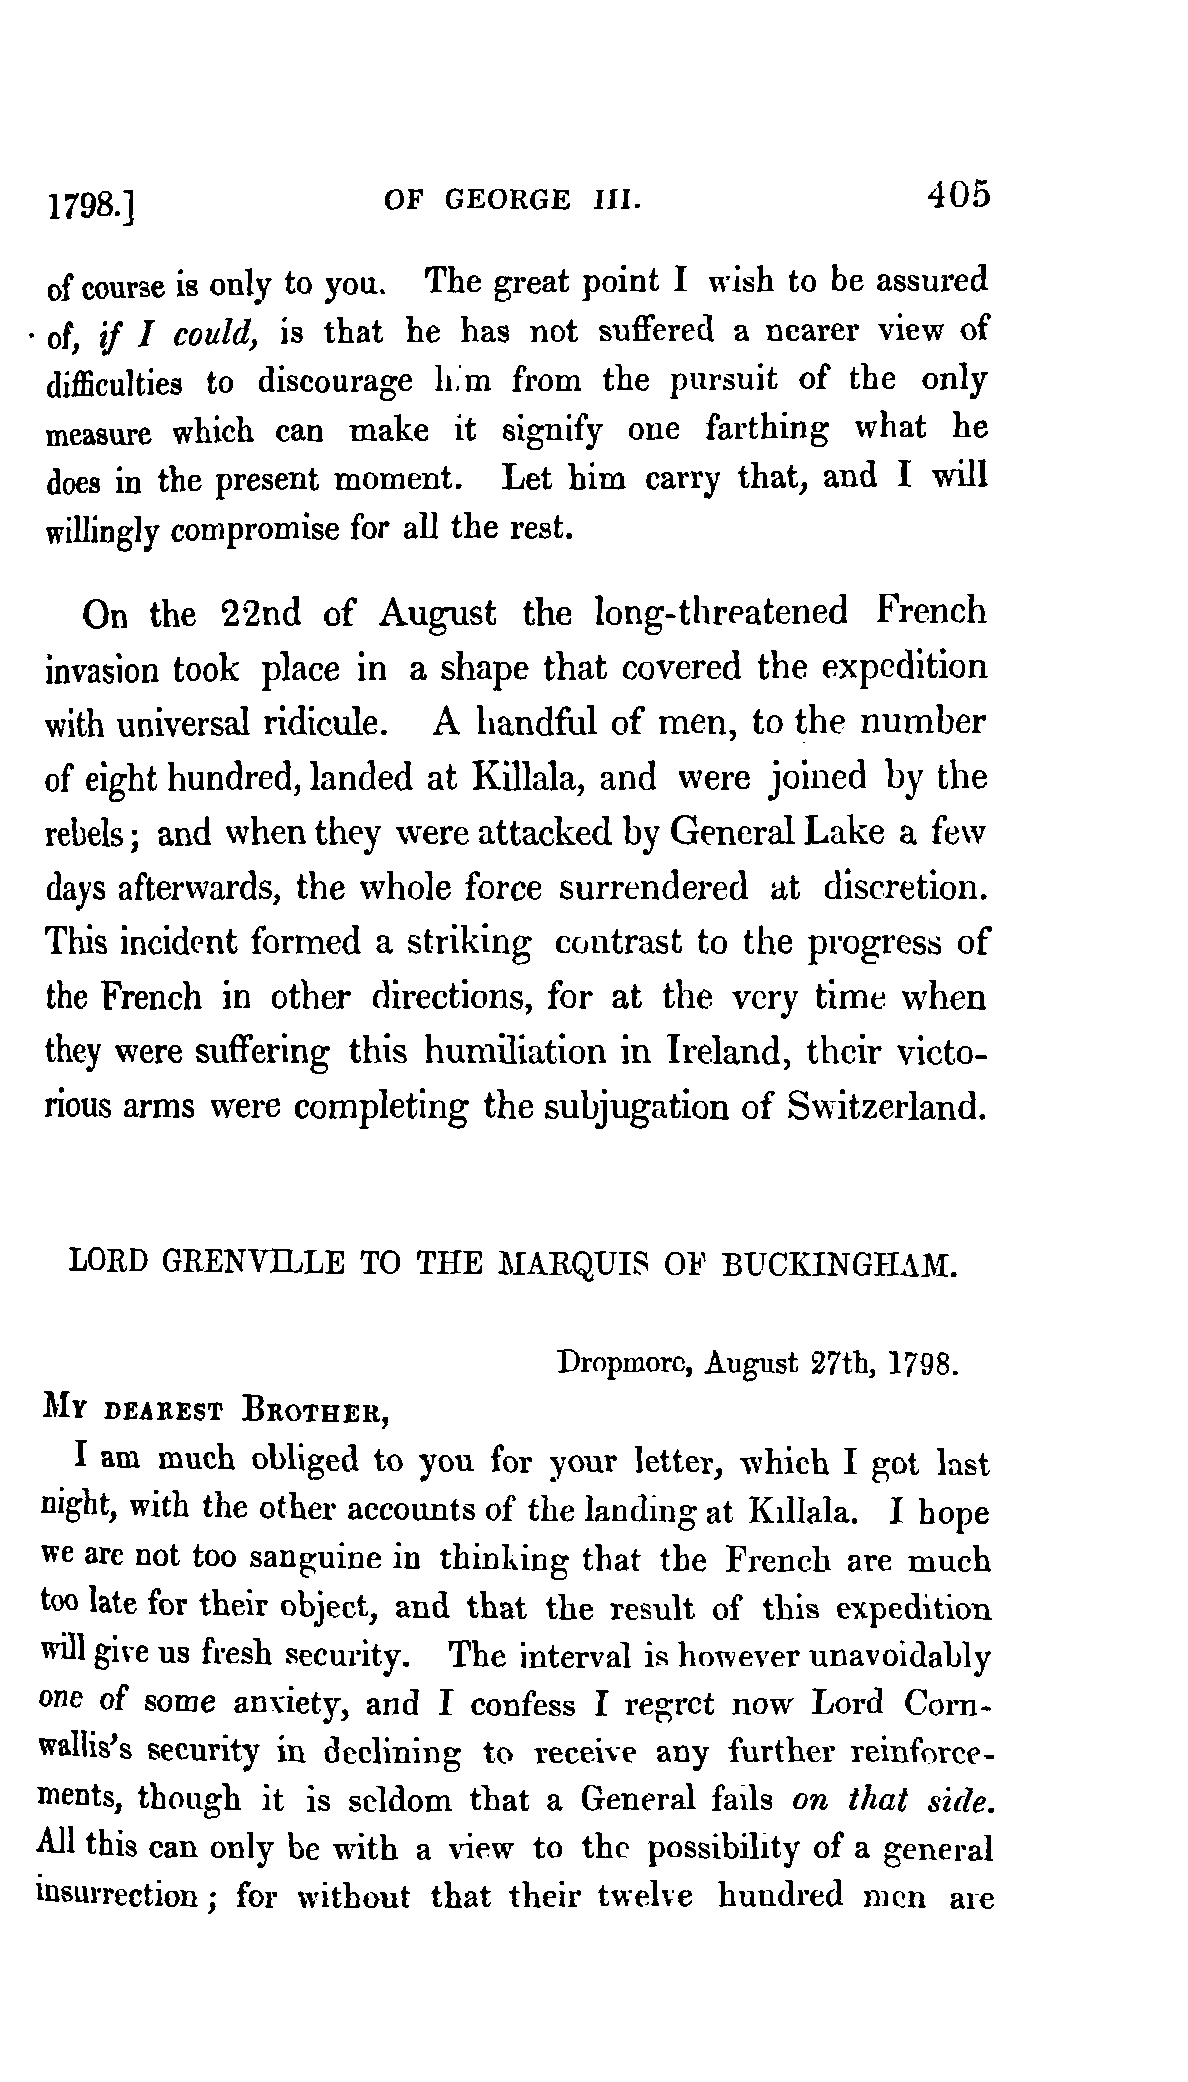 1798.] OF GEORGE III. 405
of course is only to you. The great point I wish to be assured
of, if I could, is that he has not suffered a nearer view of
difficulties to discourage him from the pursuit of the only
measure which can make it signify one farthing what he
does in the present moment. Let him carry that, and I will
willingly compromise for all the rest.
On the 22nd of August the long-threatened French
invasion took place in a shape that covered the expedition
with universal ridicule. A handful of men, to the number
of eight hundred, landed at Killala, and were joined by the
rebels; and when they were attacked by General Lake a few
days afterwards, the whole force surrendered at discretion.
This incident formed a striking contrast to the progress of
the French in other directions, for at the very time when
they were suffering this humiliation in Ireland, their victo-
rious arms were completing the subjugation of Switzerland.
LORD GRENVILLE TO THE MARQUIS OF BUCKINGHAM.
Dropmore, August 27th, 1798.
MY DEAREST BROTHER,
I am much obliged to you for your letter, which I got last
night, with the other accounts of the landing at Killala. I hope
we are not too sanguine in thinking that the French are much
too late for their object, and that the result of this expedition
will give us fresh security. The interval is however unavoidably
one of some anxiety, and I confess I regret now Lord Corn-
wallis's security in declining to receive any further reinforce-
ments, though it is seldom that a General fails on that side.
All this can only be with a view to the possibility of a general
insurrection; for without that their twelve hundred men are